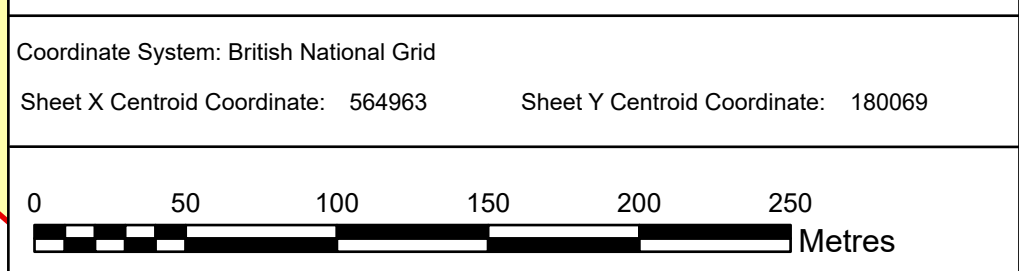 Coordinate System: British National Grid
Sheet X Centroid Coordinate: 564963 Sheet Y Centroid Coordinate: 180069
0 50 100 150 200 250
Metres